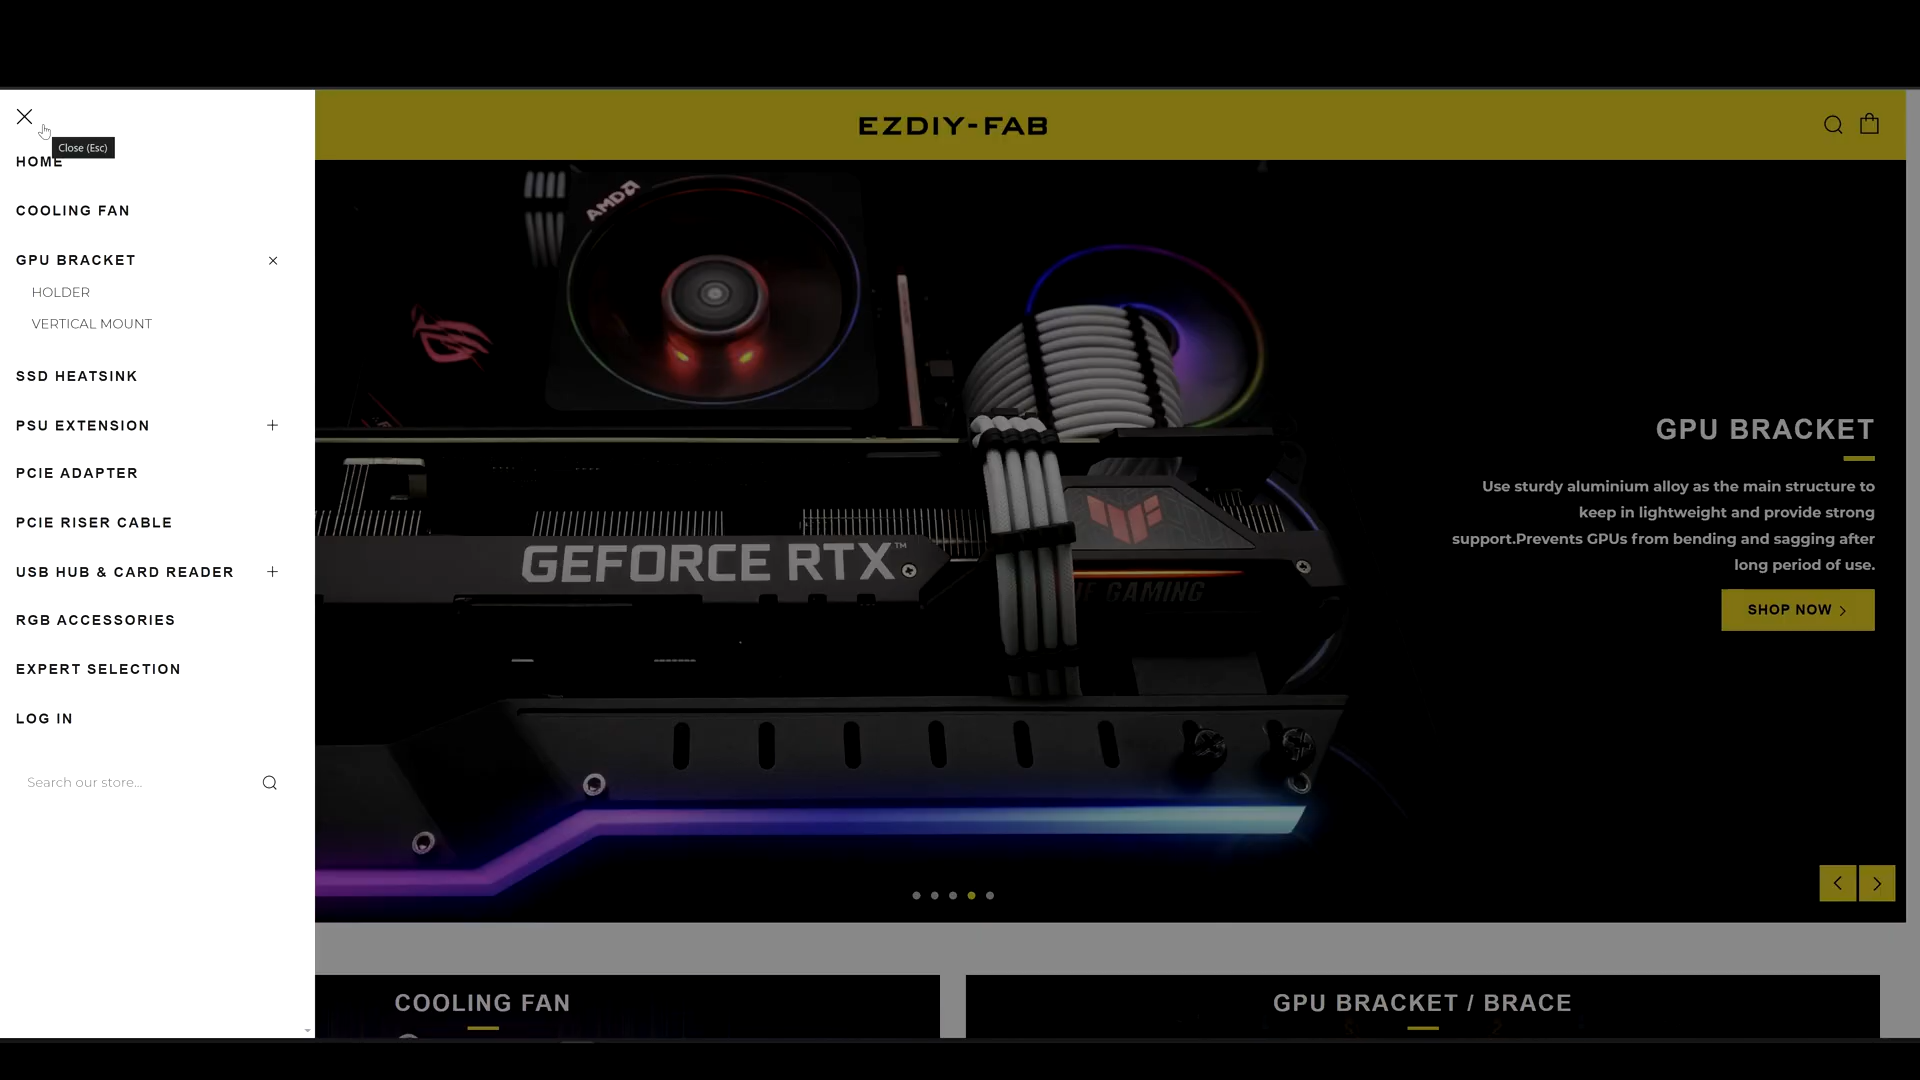 Close (Esc)
HOME
COOLING FAN
GPU BRACKET
HOLDER
VERTICAL MOUNT
SSD HEATSINK
PSU EXTENSION
PCIE ADAPTER
PCIE RISER CABLE
USB HUB & CARD READER
RGB ACCESSORIES
EXPERT SELECTION
LOG IN
Search our store...
EZDIY-FAB
AMD
GEFORCE RTX™
GAMING
GPU BRACKET
Use sturdy aluminium alloy as the main structure to
keep in lightweight and provide strong
support.Prevents GPUs from bending and sagging after
long period of use.
SHOP NOW
COOLING FAN
GPU BRACKET / BRACE